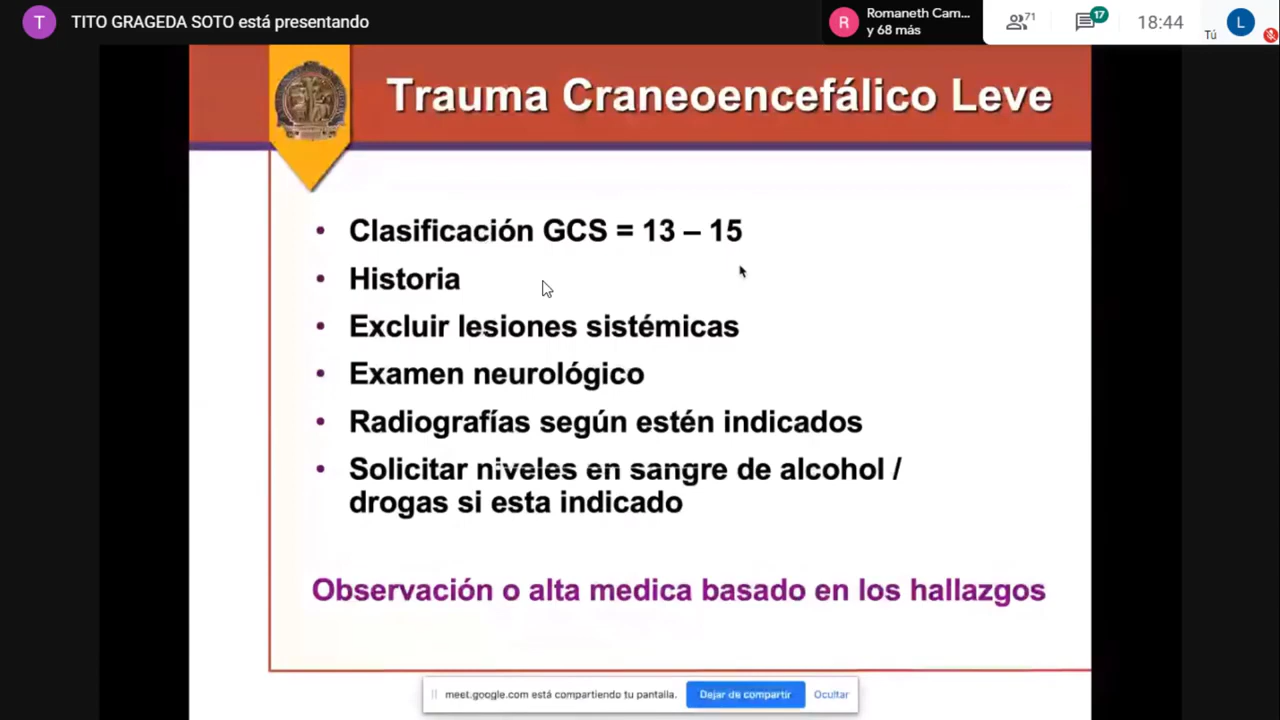 T TITO GRAGEDA SOTO está presentando
R Romaneth Cam...
y 68 más
71
17
18:44
Tú
L
Trauma Craneoencefálico Leve
• Clasificación GCS = 13 – 15
• Historia
• Excluir lesiones sistémicas
• Examen neurológico
• Radiografías según estén indicados
• Solicitar niveles en sangre de alcohol /
drogas si esta indicado
Observación o alta medica basado en los hallazgos
meet.google.com está compartiendo tu pantalla. Dejar de compartir Ocultar